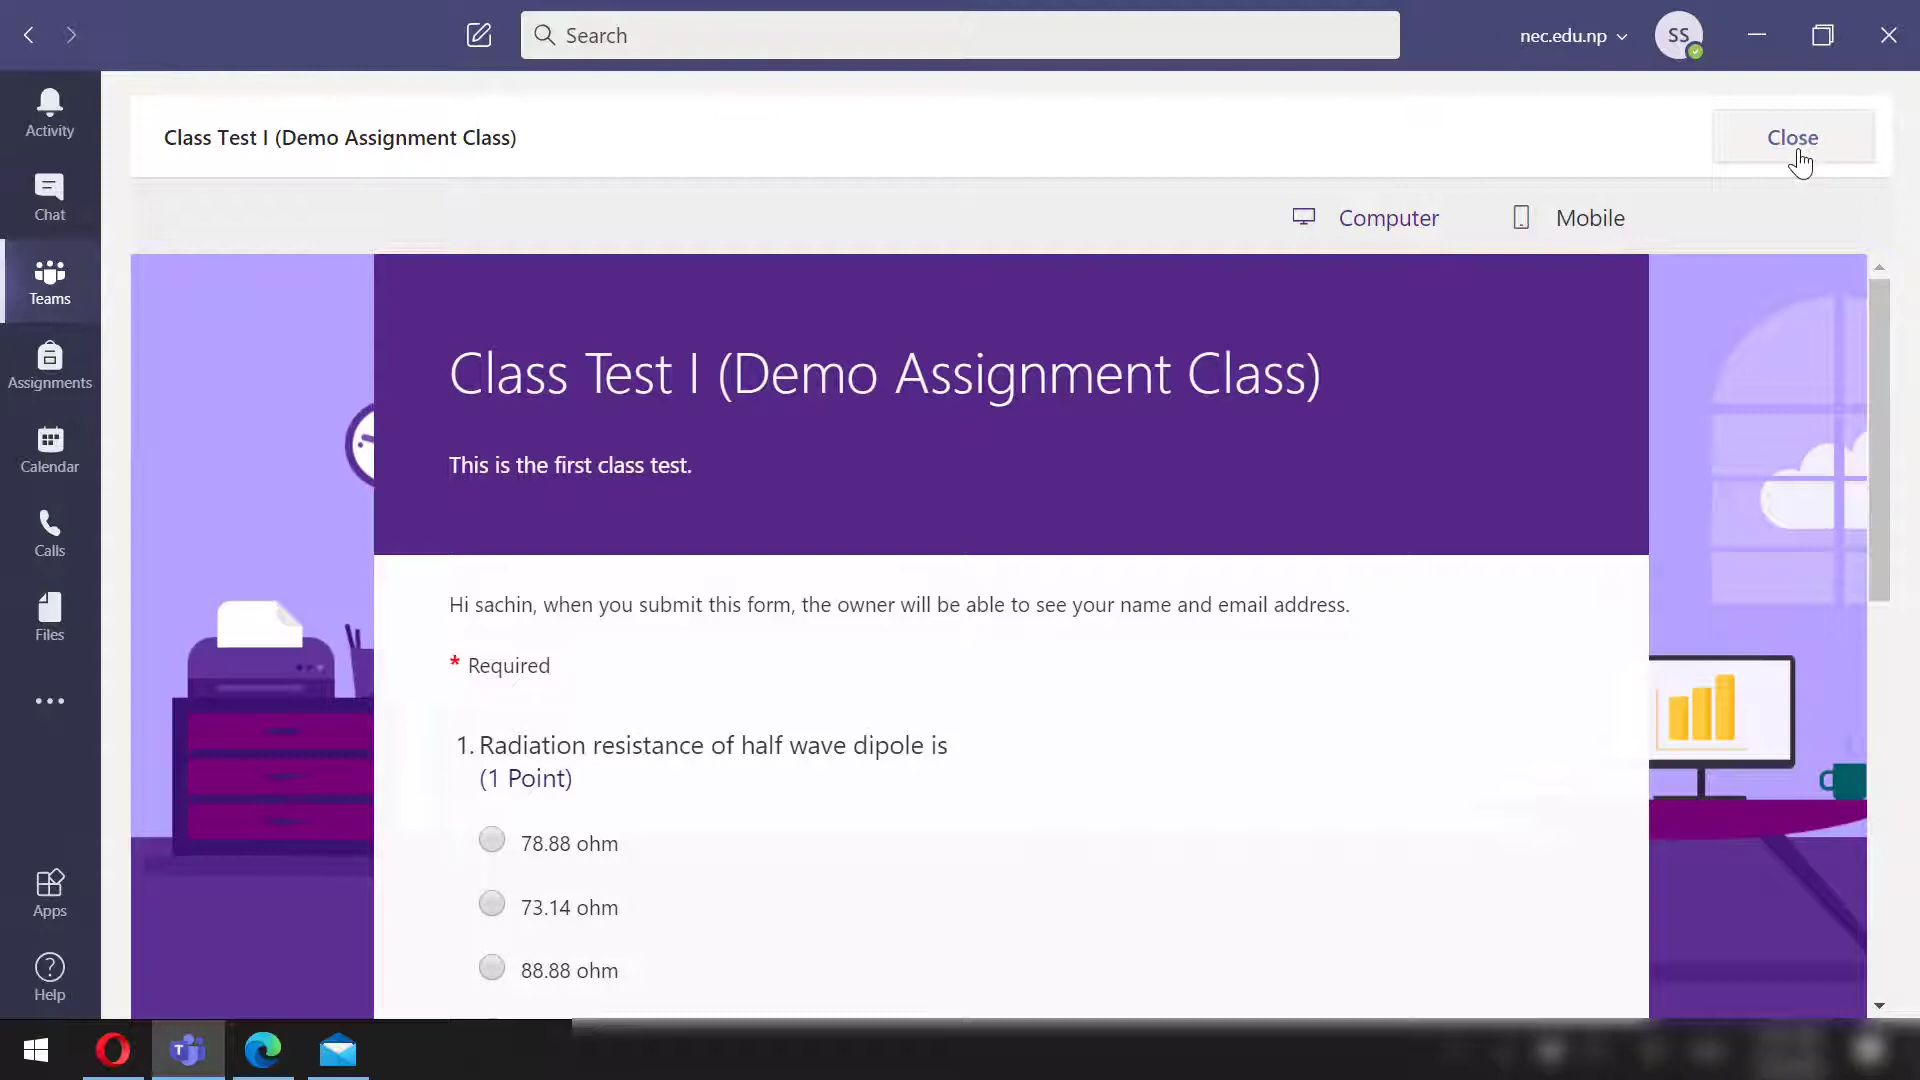 Search
nec.edu.np
SS
Activity
Chat
Teams
Assignments
Calendar
Calls
Files
Apps
Help
Class Test I (Demo Assignment Class)
Close
Computer
Mobile
Class Test I (Demo Assignment Class)
This is the first class test.
Hi sachin, when you submit this form, the owner will be able to see your name and email address.
* Required
1. Radiation resistance of half wave dipole is
(1 Point)
78.88 ohm
73.14 ohm
88.88 ohm
T